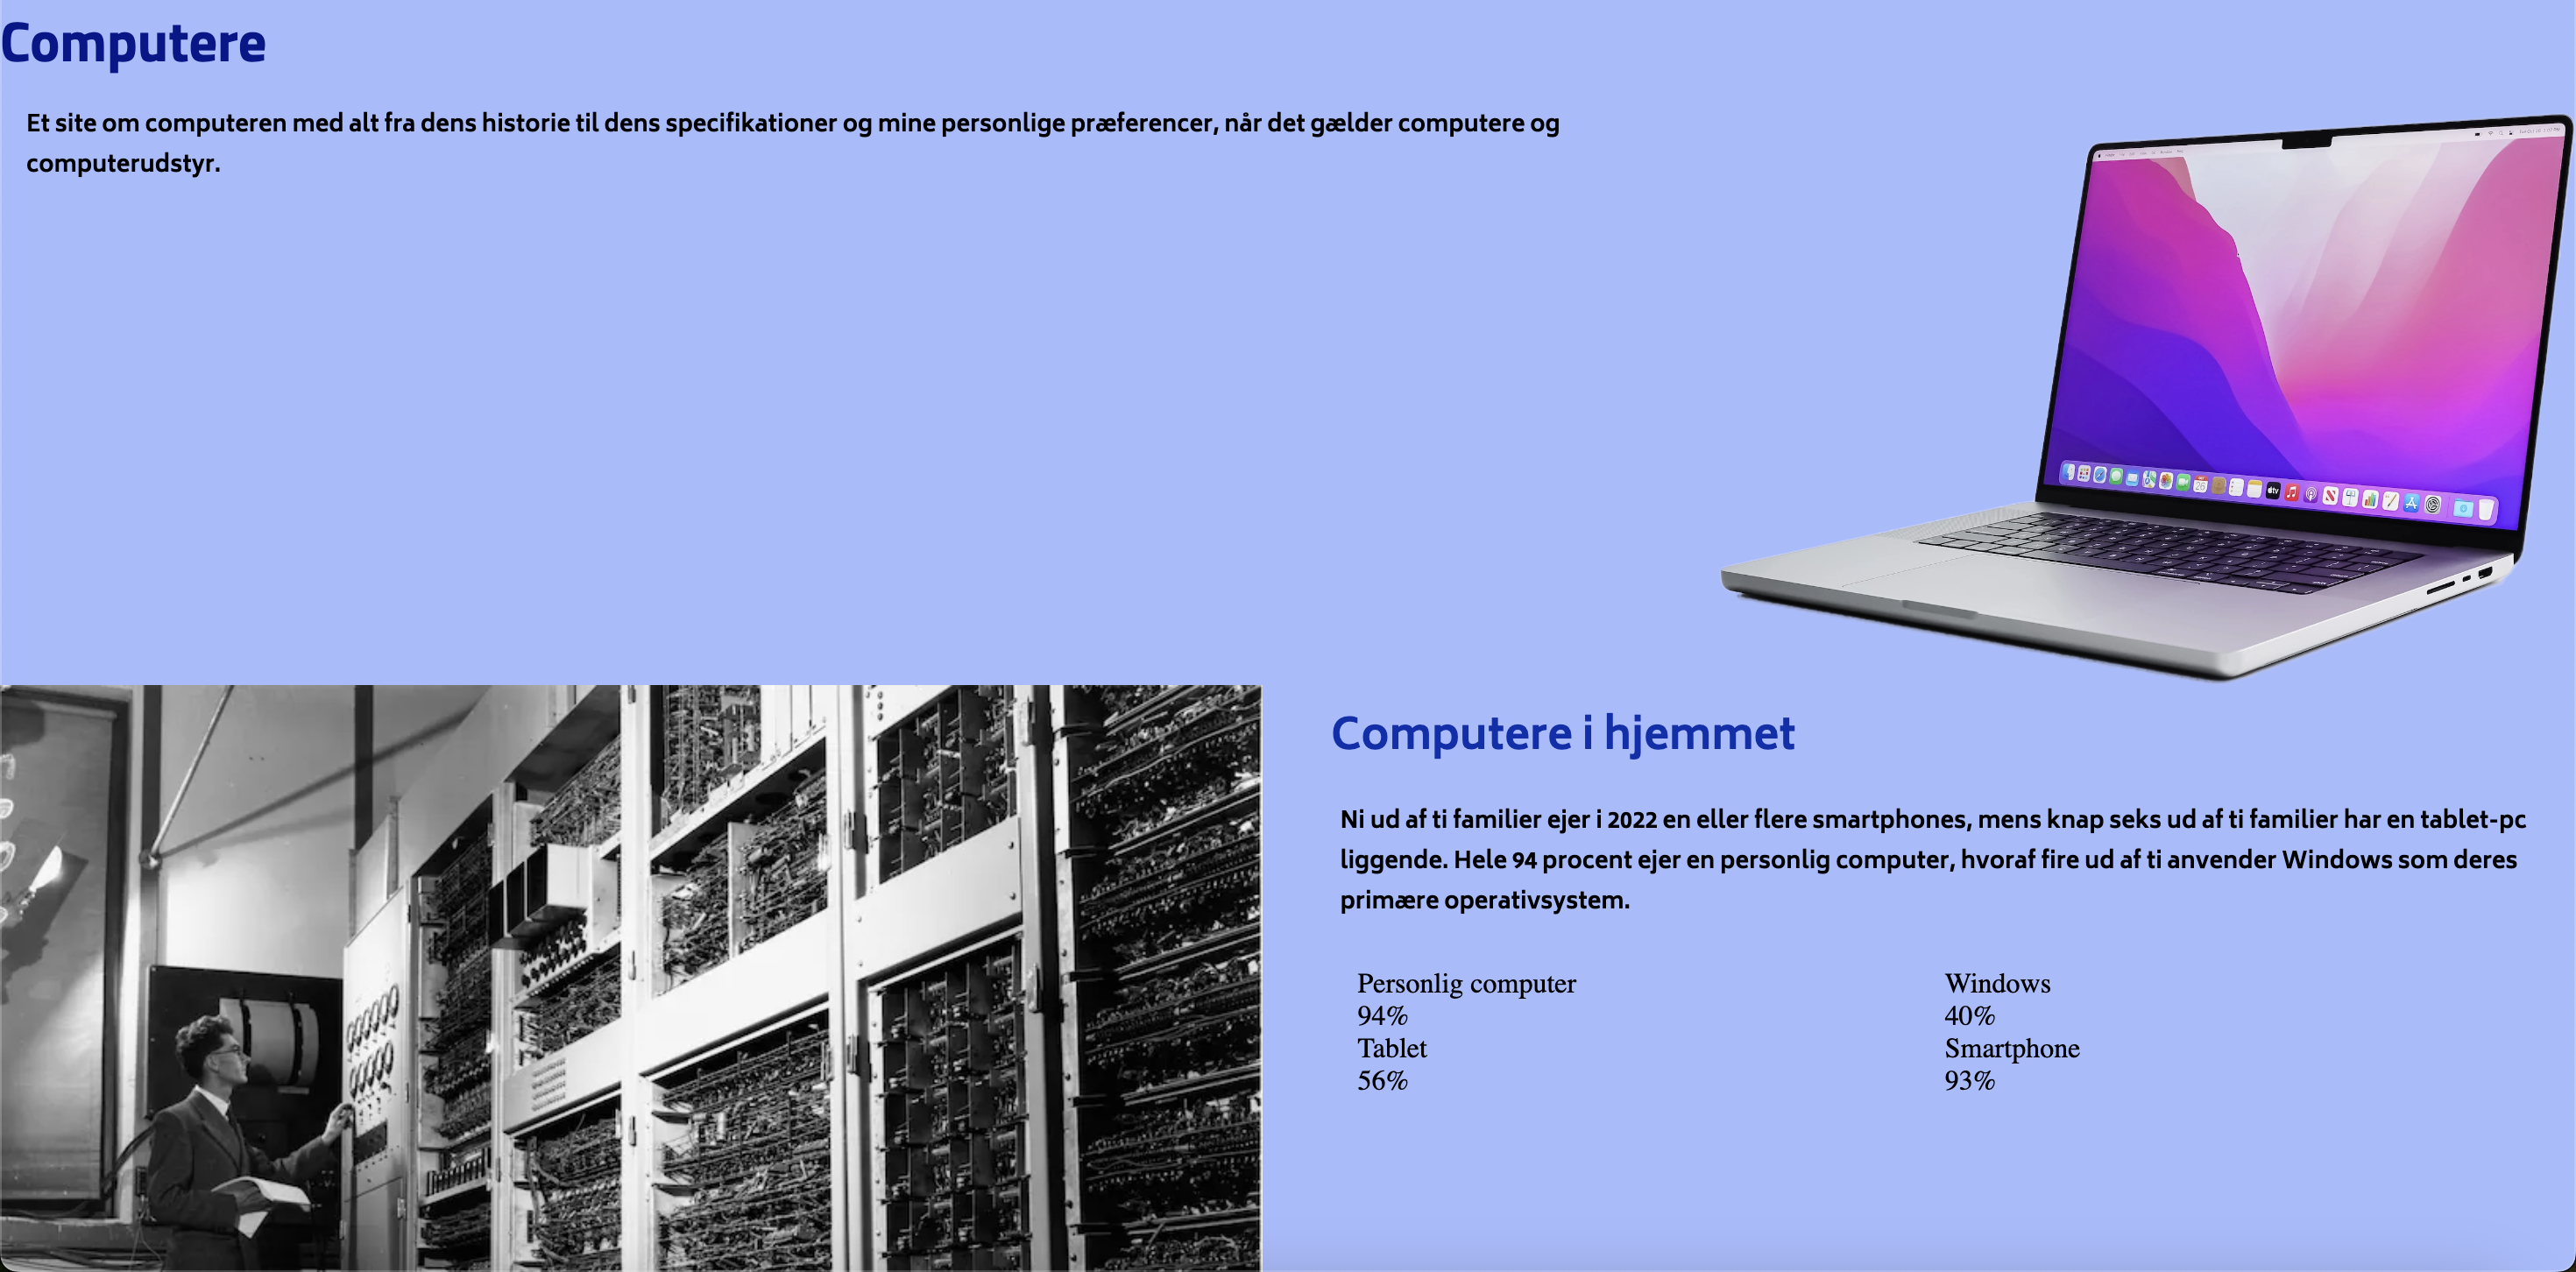 Computere
Et site om computeren med alt fra dens historie til dens specifikationer og mine personlige præferencer, når det gælder computere og
computerudstyr.
Computere i hjemmet
Ni ud af ti familier ejer i 2022 en eller flere smartphones, mens knap seks ud af ti familier har en tablet-pc
liggende. Hele 94 procent ejer en personlig computer, hvoraf fire ud af ti anvender Windows som deres
primære operativsystem.
Personlig computer
94%
Tablet
56%
Windows
40%
Smartphone
93%